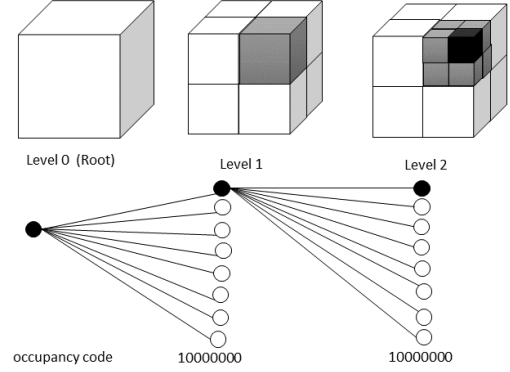 Level 0 (Root)
Level 1
Level 2
occupancy code
10000000
10000000